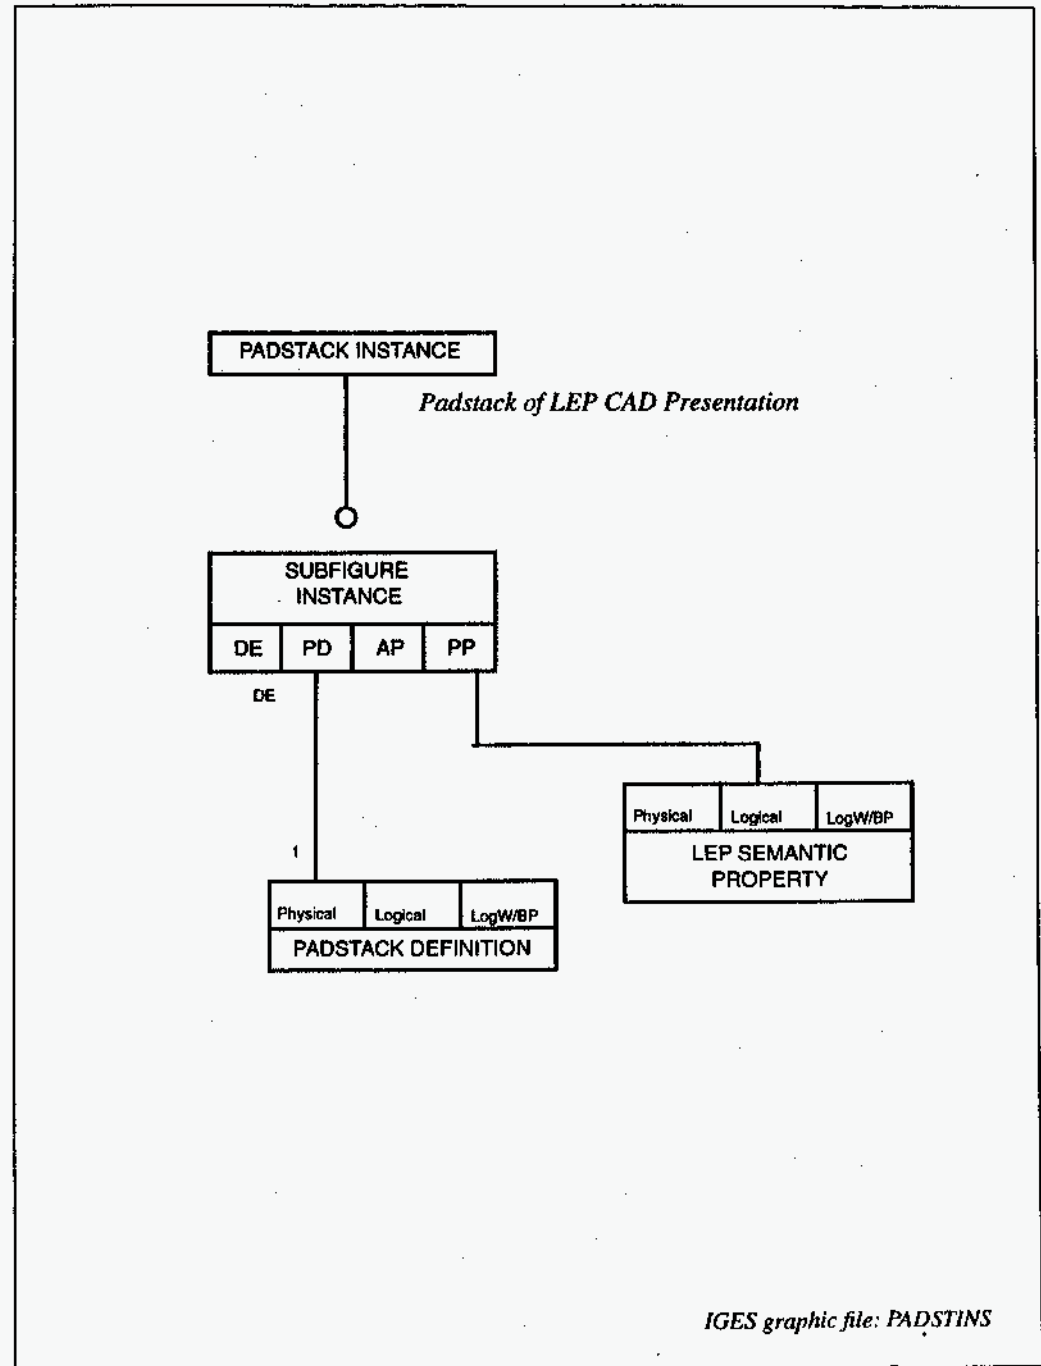 PADSTACK INSTANCE
Padstack of LEP CAD Presentation
SUBFIGURE
INSTANCE
DE PD AP PP
DE
Physical Logical LogW/BP
LEP SEMANTIC
PROPERTY
1
Physical Logical LogW/BP
PADSTACK DEFINITION
IGES graphic file: PADSTINS